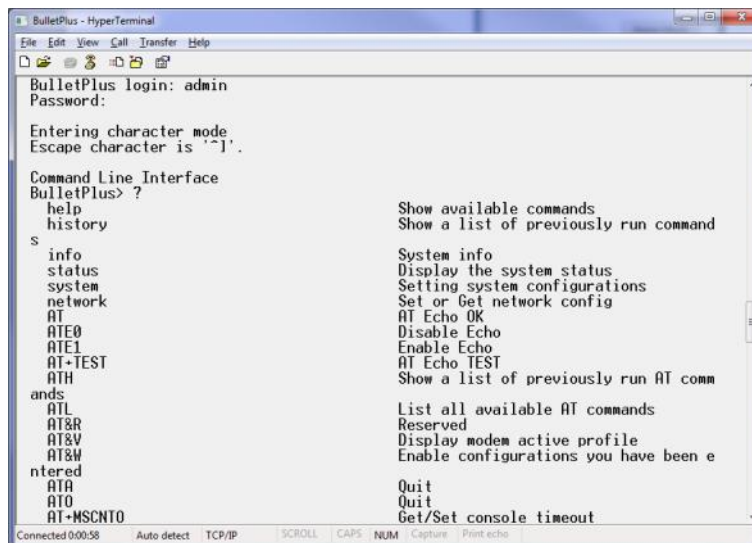 BulletPlus - HyperTerminal
File Edit View Call Transfer Help
BulletPlus login: admin
Password:
Entering character mode
Escape character is '^]'.
Command Line Interface
BulletPlus> ?
help Show available commands
history Show a list of previously run command
s
info System info
status Display the system status
system Setting system configurations
network Set or Get network config
AT AT Echo OK
ATE0 Disable Echo
ATE1 Enable Echo
AT+TEST AT Echo TEST
ATH Show a list of previously run AT comm
ands
ATL List all available AT commands
AT&R Reserved
AT&V Display modem active profile
AT&W Enable configurations you have been e
ntered
ATA Quit
ATO Quit
AT+MSCNTO Get/Set console timeout
Connected 0:00:58 Auto detect TCP/IP SCROLL CAPS NUM Capture Print echo